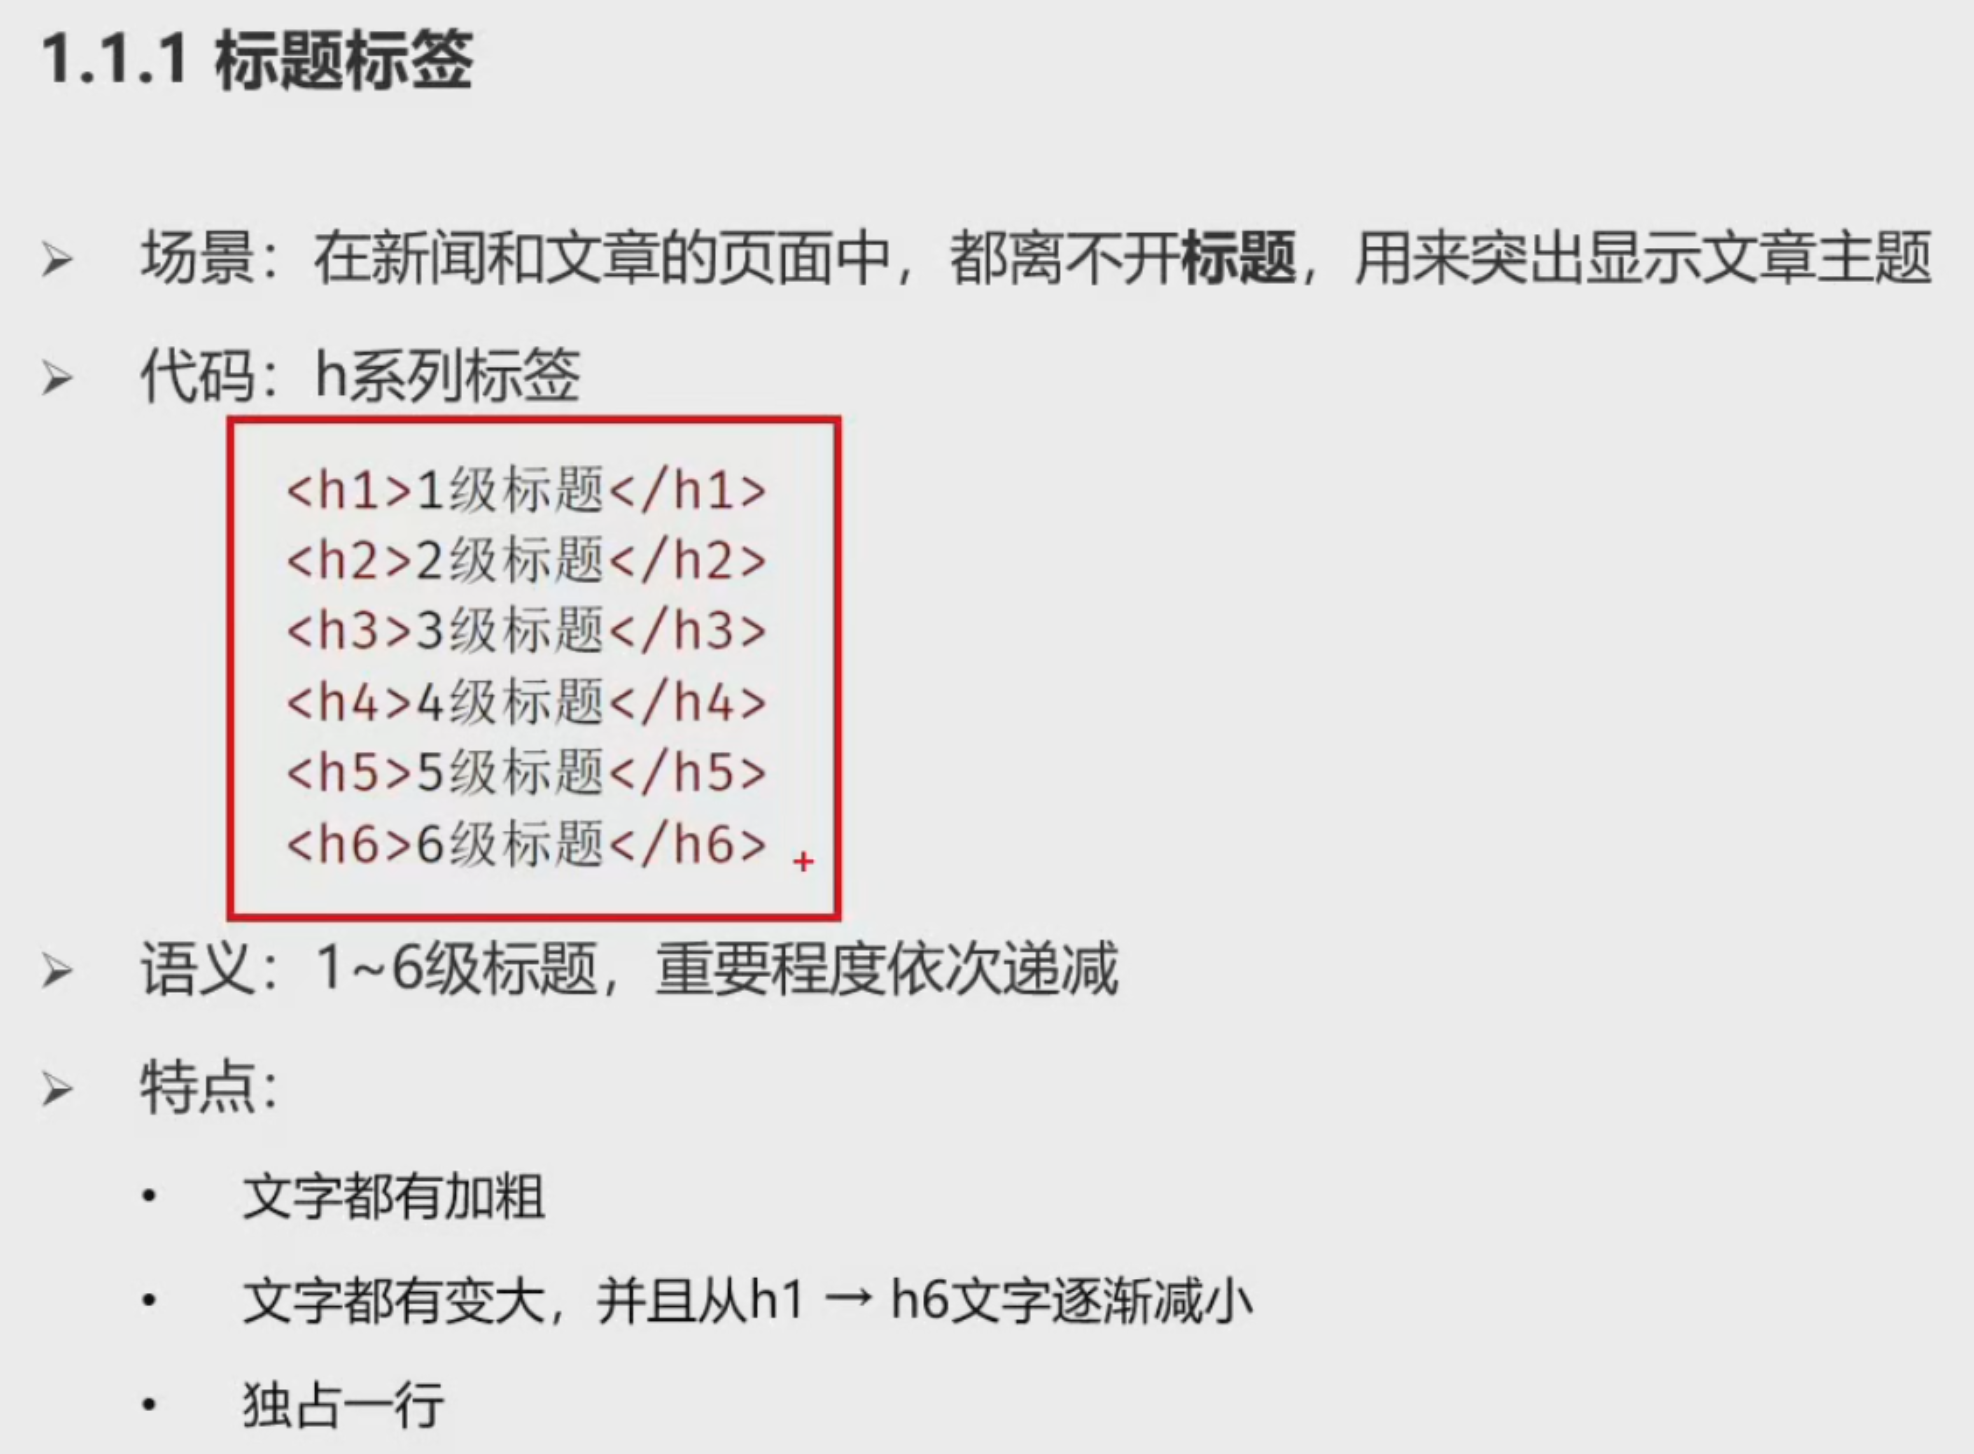 1.1.1 标题标签
➢ 场景：在新闻和文章的页面中，都离不开标题，用来突出显示文章主题
➢ 代码：h系列标签
<h1>1级标题</h1>
<h2>2级标题</h2>
<h3>3级标题</h3>
<h4>4级标题</h4>
<h5>5级标题</h5>
<h6>6级标题</h6>
➢ 语义：1~6级标题，重要程度依次递减
➢ 特点：
• 文字都有加粗
• 文字都有变大，并且从h1 → h6文字逐渐减小
• 独占一行